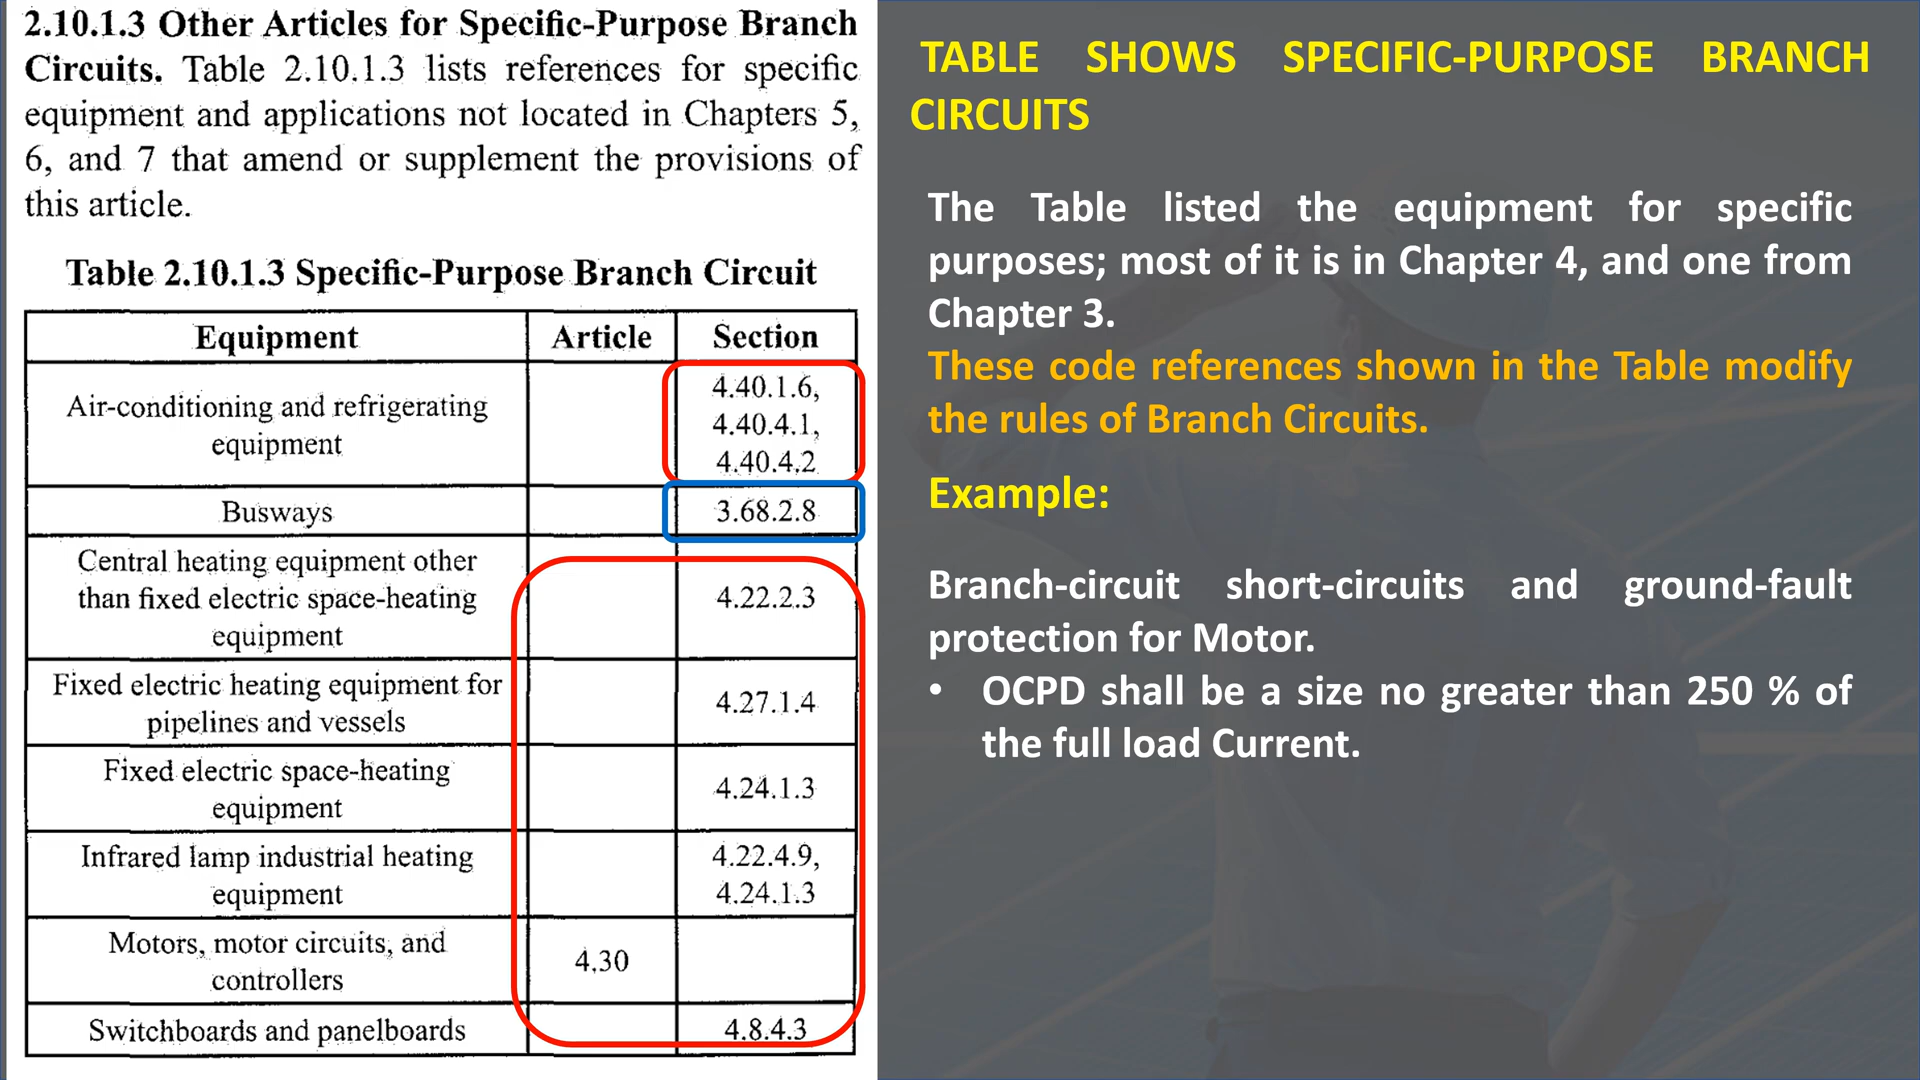 2.10.1.3 Other Articles for Specific-Purpose Branch
Circuits. Table 2.10.1.3 lists references for specific
equipment and applications not located in Chapters 5,
6, and 7 that amend or supplement the provisions of
this article.
Table 2.10.1.3 Specific-Purpose Branch Circuit
Equipment Article Section
Air-conditioning and refrigerating
equipment
4.40.1.6,
4.40.4.1,
4.40.4.2
Busways 3.68.2.8
Central heating equipment other
than fixed electric space-heating
equipment
4.22.2.3
Fixed electric heating equipment for
pipelines and vessels
4.27.1.4
Fixed electric space-heating
equipment
4.24.1.3
Infrared lamp industrial heating
equipment
4.22.4.9,
4.24.1.3
Motors, motor circuits, and
controllers
4.30
Switchboards and panelboards 4.8.4.3
TABLE SHOWS SPECIFIC-PURPOSE BRANCH
CIRCUITS
The Table listed the equipment for specific
purposes; most of it is in Chapter 4, and one from
Chapter 3.
These code references shown in the Table modify
the rules of Branch Circuits.
Example:
Branch-circuit short-circuits and ground-fault
protection for Motor.
• OCPD shall be a size no greater than 250 % of
the full load Current.